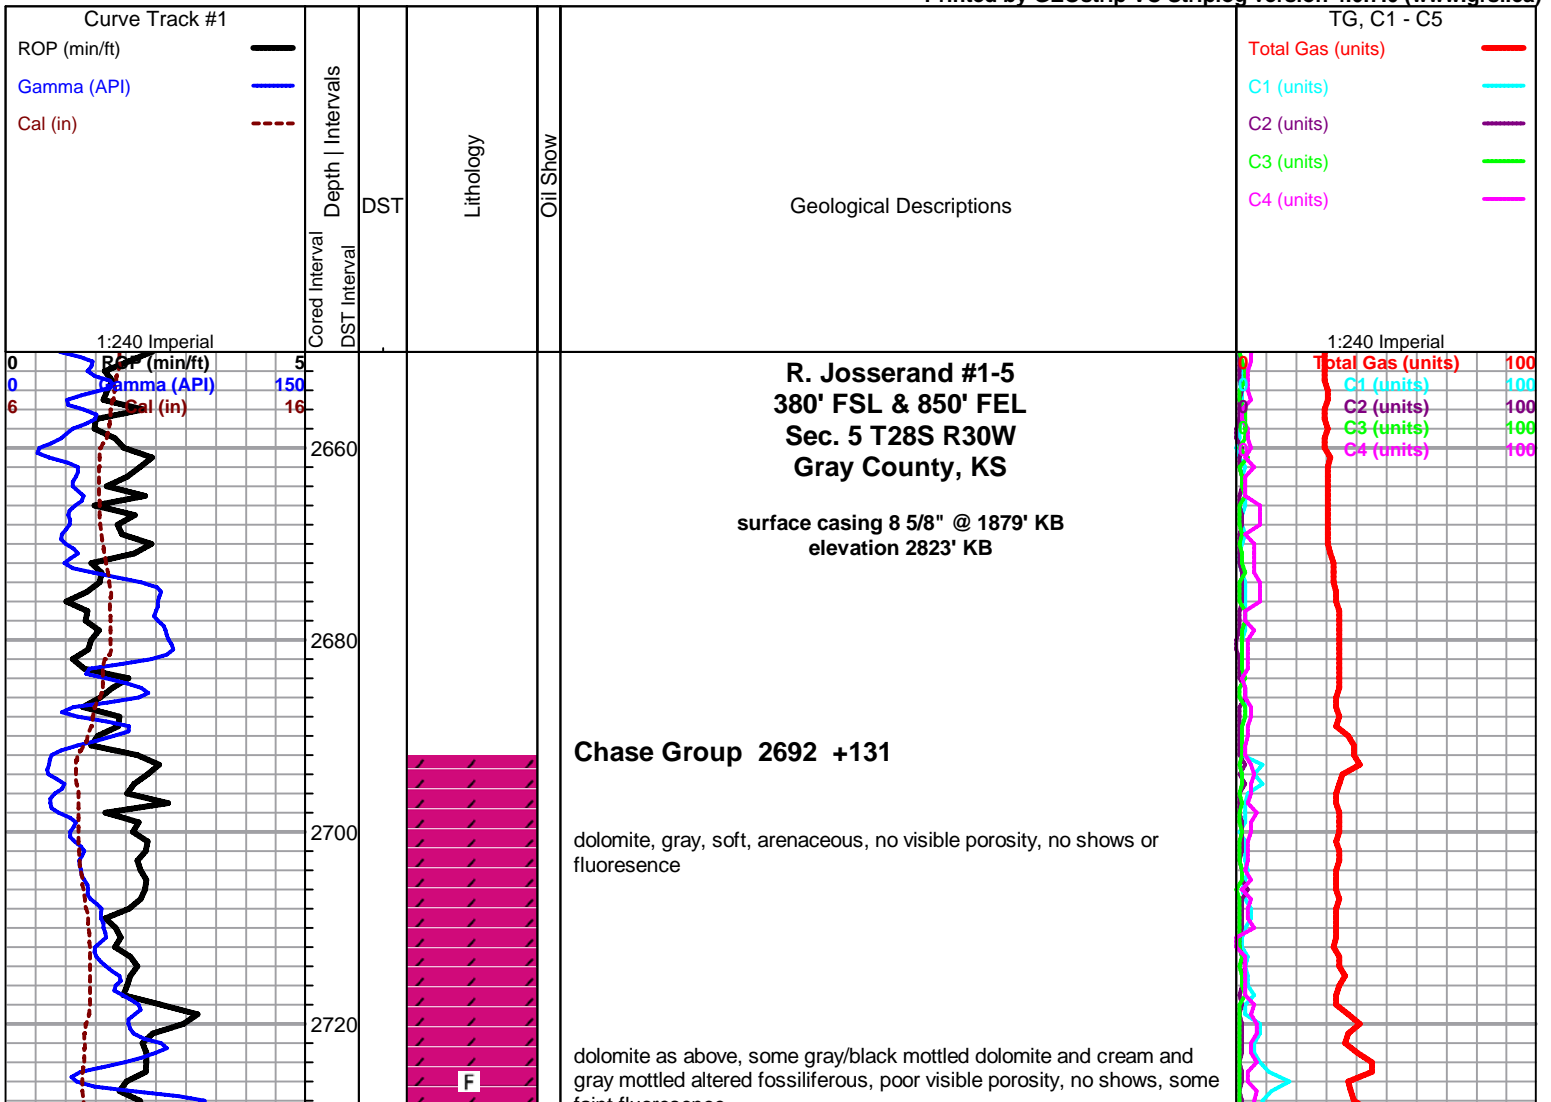 Curve Track #1
ROP (min/ft)
Gamma (API)
Cal (in)
1:240 Imperial
Depth | Intervals
Cored Interval
DST Interval
DST
Lithology
Oil Show
Geological Descriptions
TG, C1 - C5
Total Gas (units)
C1 (units)
C2 (units)
C3 (units)
C4 (units)
1:240 Imperial
0 ROP (min/ft) 5
0 Gamma (API) 150
6 Cal (in) 16
0 Total Gas (units) 100
C1 (units) 100
0 C2 (units) 100
C3 (units) 100
0 C4 (units) 100
R. Josserand #1-5
380' FSL & 850' FEL
Sec. 5 T28S R30W
Gray County, KS
surface casing 8 5/8" @ 1879' KB
elevation 2823' KB
2660
2680
Chase Group 2692 +131
2700
dolomite, gray, soft, arenaceous, no visible porosity, no shows or
fluoresence
2720
dolomite as above, some gray/black mottled dolomite and cream and
gray mottled altered fossiliferous, poor visible porosity, no shows, some
F